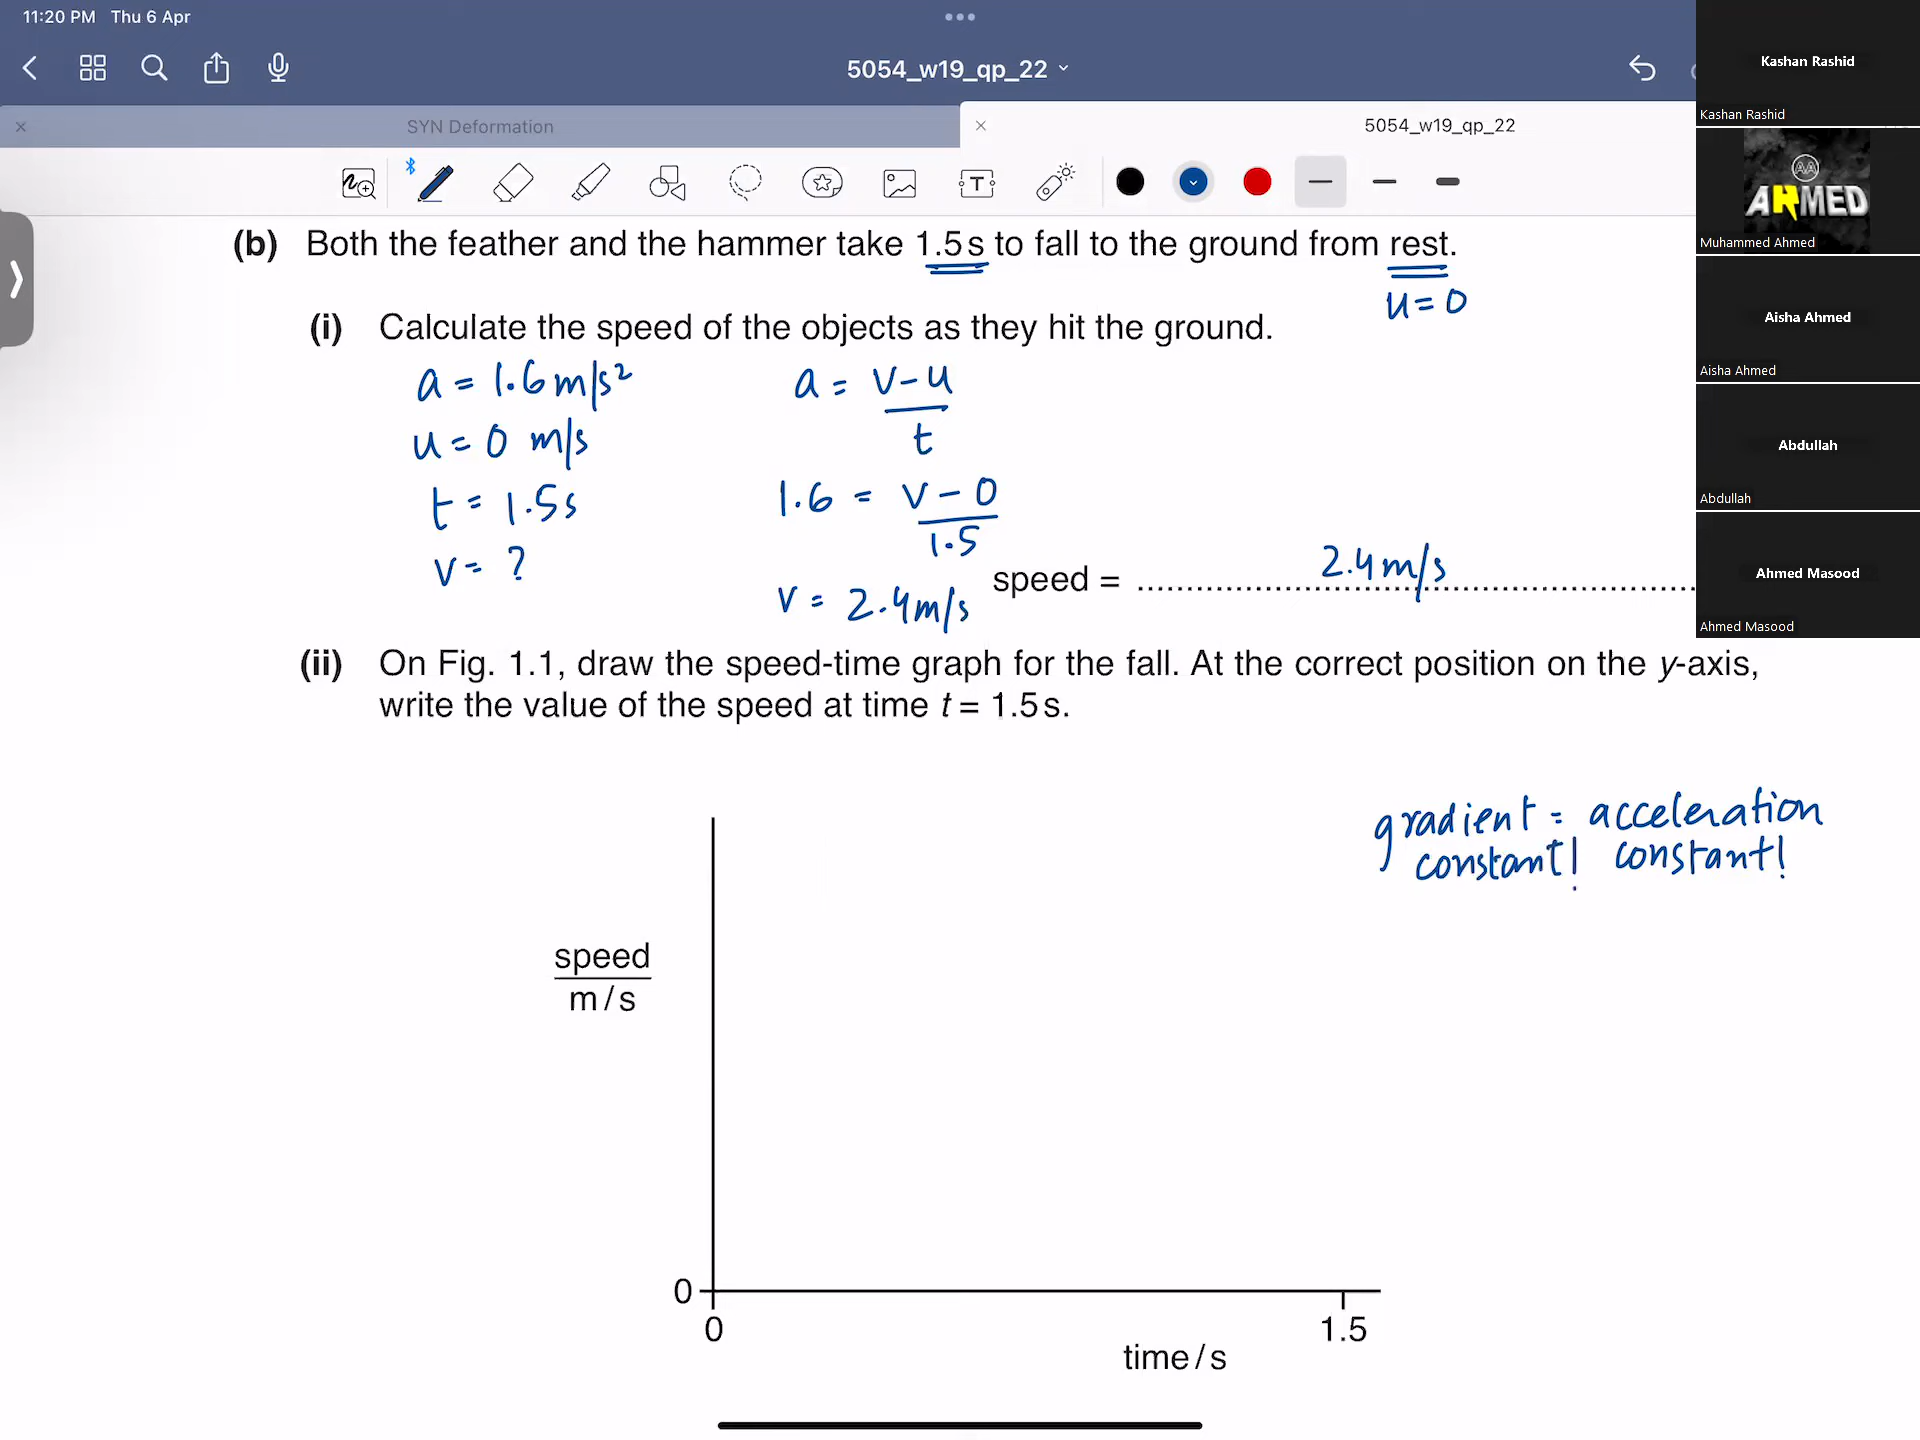 11:20 PM Thu 6 Apr
5054_w19_qp_22
SYN Deformation
5054_w19_qp_22
T
Kashan Rashid
Kashan Rashid
AA
AHMED
Muhammed Ahmed
Aisha Ahmed
Aisha Ahmed
Abdullah
Abdullah
Ahmed Masood
Ahmed Masood
(b) Both the feather and the hammer take 1.5 s to fall to the ground from rest.
u = 0
(i) Calculate the speed of the objects as they hit the ground.
a = 1.6 m/s²
u = 0 m/s
t = 1.5 s
v = ?
a = v - u
t
1.6 = v - 0
1.5
v = 2.4 m/s
speed = ........ 2.4 m/s ........
(ii) On Fig. 1.1, draw the speed-time graph for the fall. At the correct position on the y-axis,
write the value of the speed at time t = 1.5 s.
gradient = acceleration
constant! constant!
speed
m / s
0
0
1.5
time / s